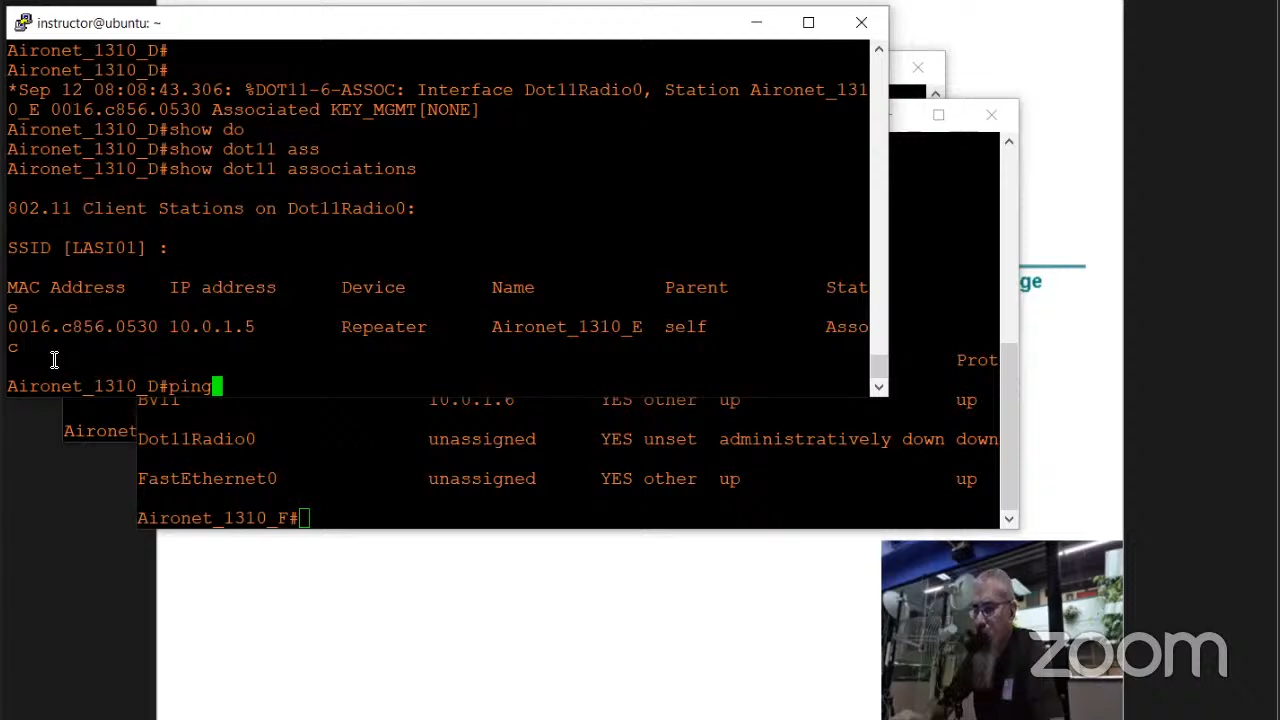 instructor@ubuntu: ~
Aironet_1310_D#
Aironet_1310_D#
*Sep 12 08:08:43.306: %DOT11-6-ASSOC: Interface Dot11Radio0, Station Aironet_131
0_E 0016.c856.0530 Associated KEY_MGMT[NONE]
Aironet_1310_D#show do
Aironet_1310_D#show dot11 ass
Aironet_1310_D#show dot11 associations
802.11 Client Stations on Dot11Radio0:
SSID [LASI01] :
MAC Address IP address Device Name Parent Stat
e
0016.c856.0530 10.0.1.5 Repeater Aironet_1310_E self Asso
c
Aironet_1310_D#ping
ge
Prot
BVI1 10.0.1.6 YES other up up
Aironet
Dot11Radio0 unassigned YES unset administratively down down
FastEthernet0 unassigned YES other up up
Aironet_1310_F#
zoom